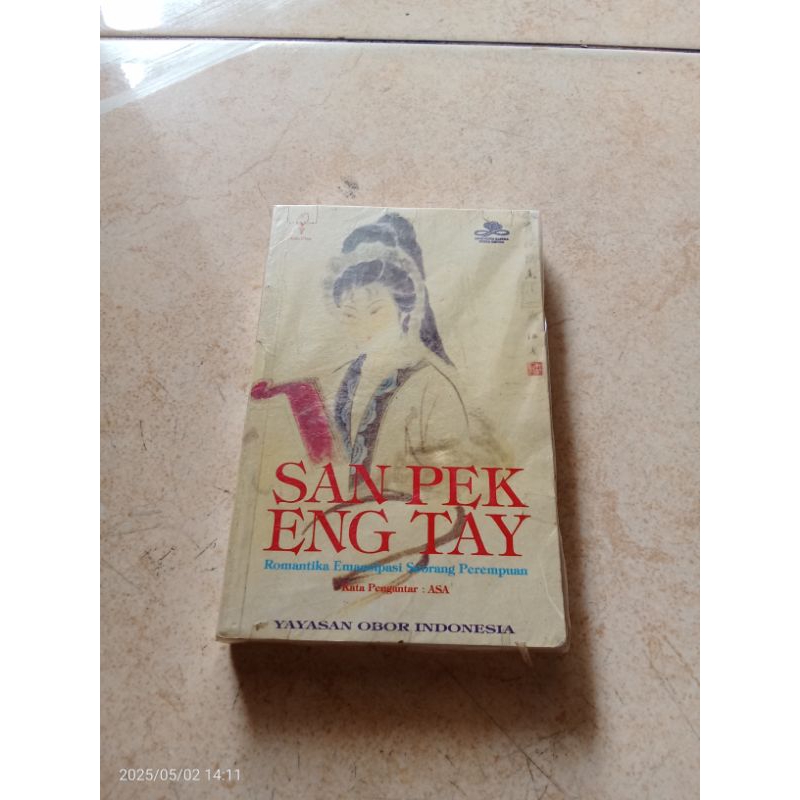 SAN PEK
ENG TAY
Romantika Emansipasi Seorang Perempuan
Kata Pengantar : ASA
YAYASAN OBOR INDONESIA
2025/05/02 14:11